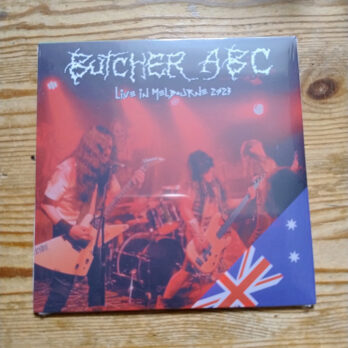 BUTCHER ABC
LIVE IN MELBOURNE 2023